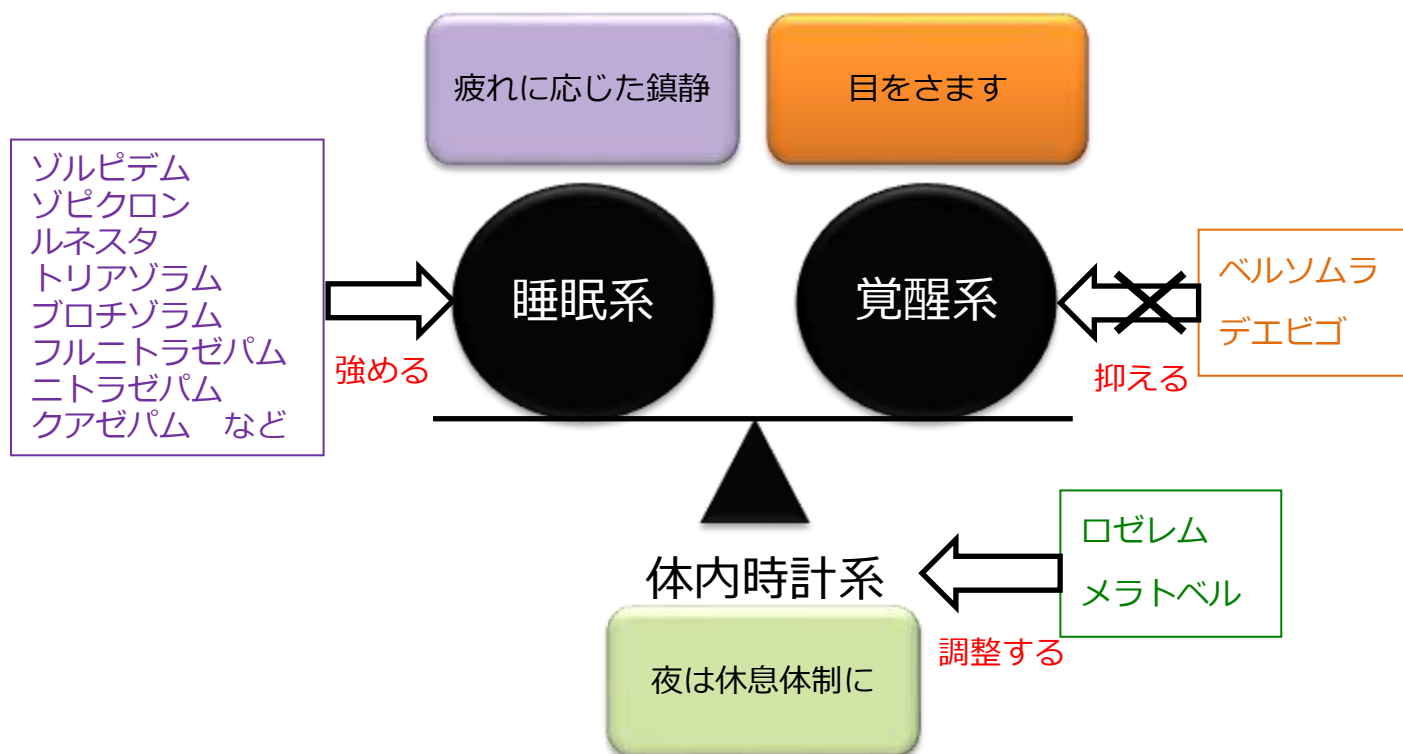 疲れに応じた鎮静
目をさます
ゾルピデム
ゾピクロン
ルネスタ
トリアゾラム
ブロチゾラム
フルニトラゼパム
ニトラゼパム
クアゼパム　など
強める
睡眠系
覚醒系
ベルソムラ
デエビゴ
抑える
体内時計系
ロゼレム
メラトベル
調整する
夜は休息体制に